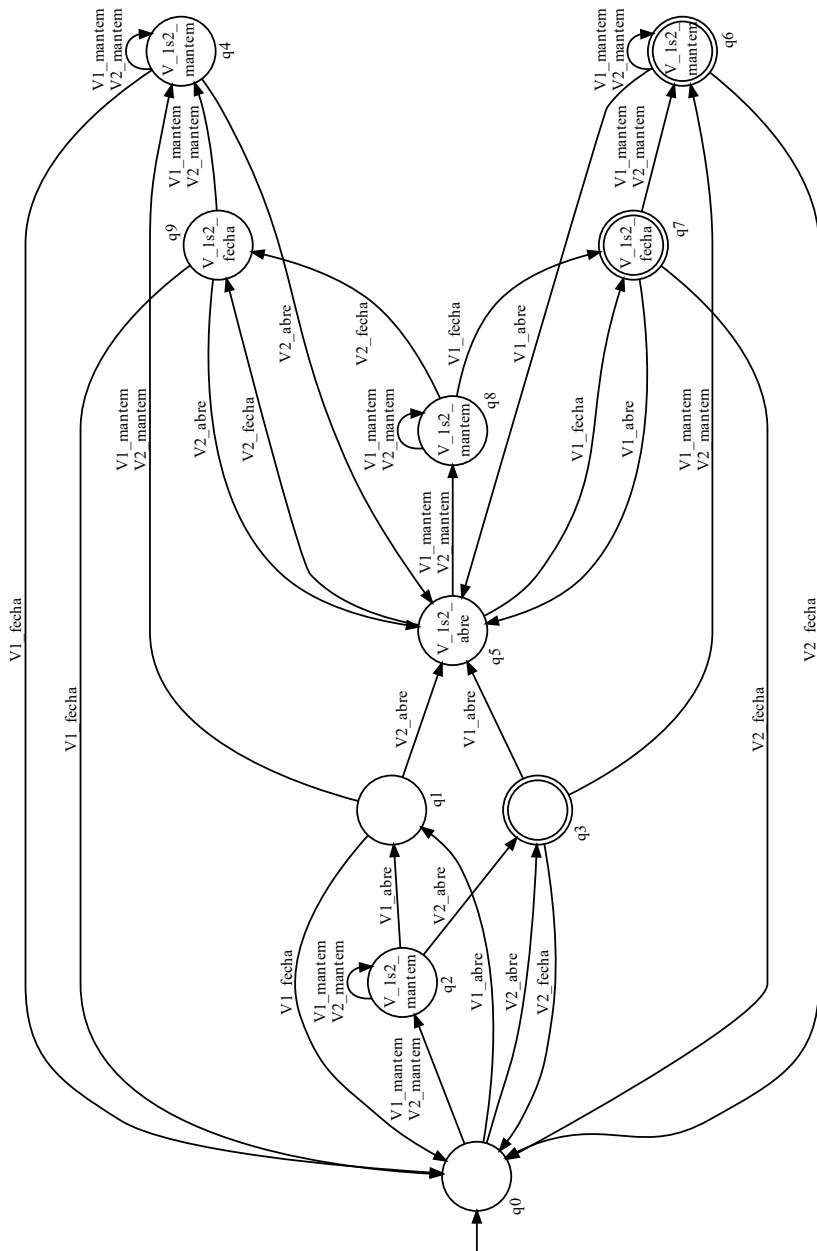 V1_mantem
V2_mantem
V_1s2_
mantem
q4
V1_mantem
V2_mantem
V_1s2_
mantem
q6
V1_mantem
V2_mantem
V1_mantem
V2_mantem
q9
V_1s2_
fecha
V_1s2_
fecha
q7
V2_abre
V2_fecha
V1_fecha
V1_abre
V1_mantem
V2_mantem
V2_abre
V2_fecha
V1_mantem
V2_mantem
V_1s2_
mantem
q8
V1_fecha
V1_abre
V1_mantem
V2_mantem
V1_mantem
V2_mantem
V_1s2_
abre
q5
V1_fecha
V1_fecha
V2_abre
V1_abre
V2_fecha
V2_fecha
q1
q3
V1_fecha
V1_mantem
V2_mantem
V1_abre
V2_abre
V_1s2_
mantem
q2
V1_abre
V2_abre
V2_fecha
V1_mantem
V2_mantem
q0